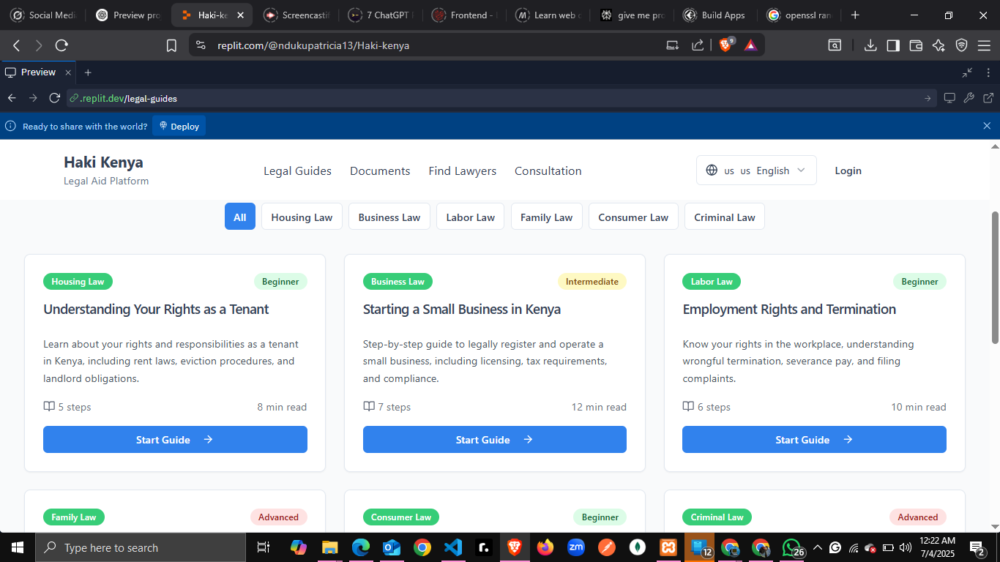 Social Medi
Preview pro
Haki-ke
Screencastif
7 ChatGPT
Frontend -
Learn web c
give me pro
Build Apps
openssl ran
replit.com/@ndukupatricia13/Haki-kenya
9
Preview
.replit.dev/legal-guides
Ready to share with the world? Deploy
Haki Kenya
Legal Aid Platform
Legal Guides Documents Find Lawyers Consultation
us us English
Login
All Housing Law Business Law Labor Law Family Law Consumer Law Criminal Law
Housing Law Beginner
Understanding Your Rights as a Tenant
Learn about your rights and responsibilities as a tenant
in Kenya, including rent laws, eviction procedures, and
landlord obligations.
5 steps 8 min read
Start Guide
Business Law Intermediate
Starting a Small Business in Kenya
Step-by-step guide to legally register and operate a
small business, including licensing, tax requirements,
and compliance.
7 steps 12 min read
Start Guide
Labor Law Beginner
Employment Rights and Termination
Know your rights in the workplace, understanding
wrongful termination, severance pay, and filing
complaints.
6 steps 10 min read
Start Guide
Family Law Advanced
Consumer Law Beginner
Criminal Law Advanced
Type here to search
zm
r.
12
26
12:22 AM
7/4/2025
2